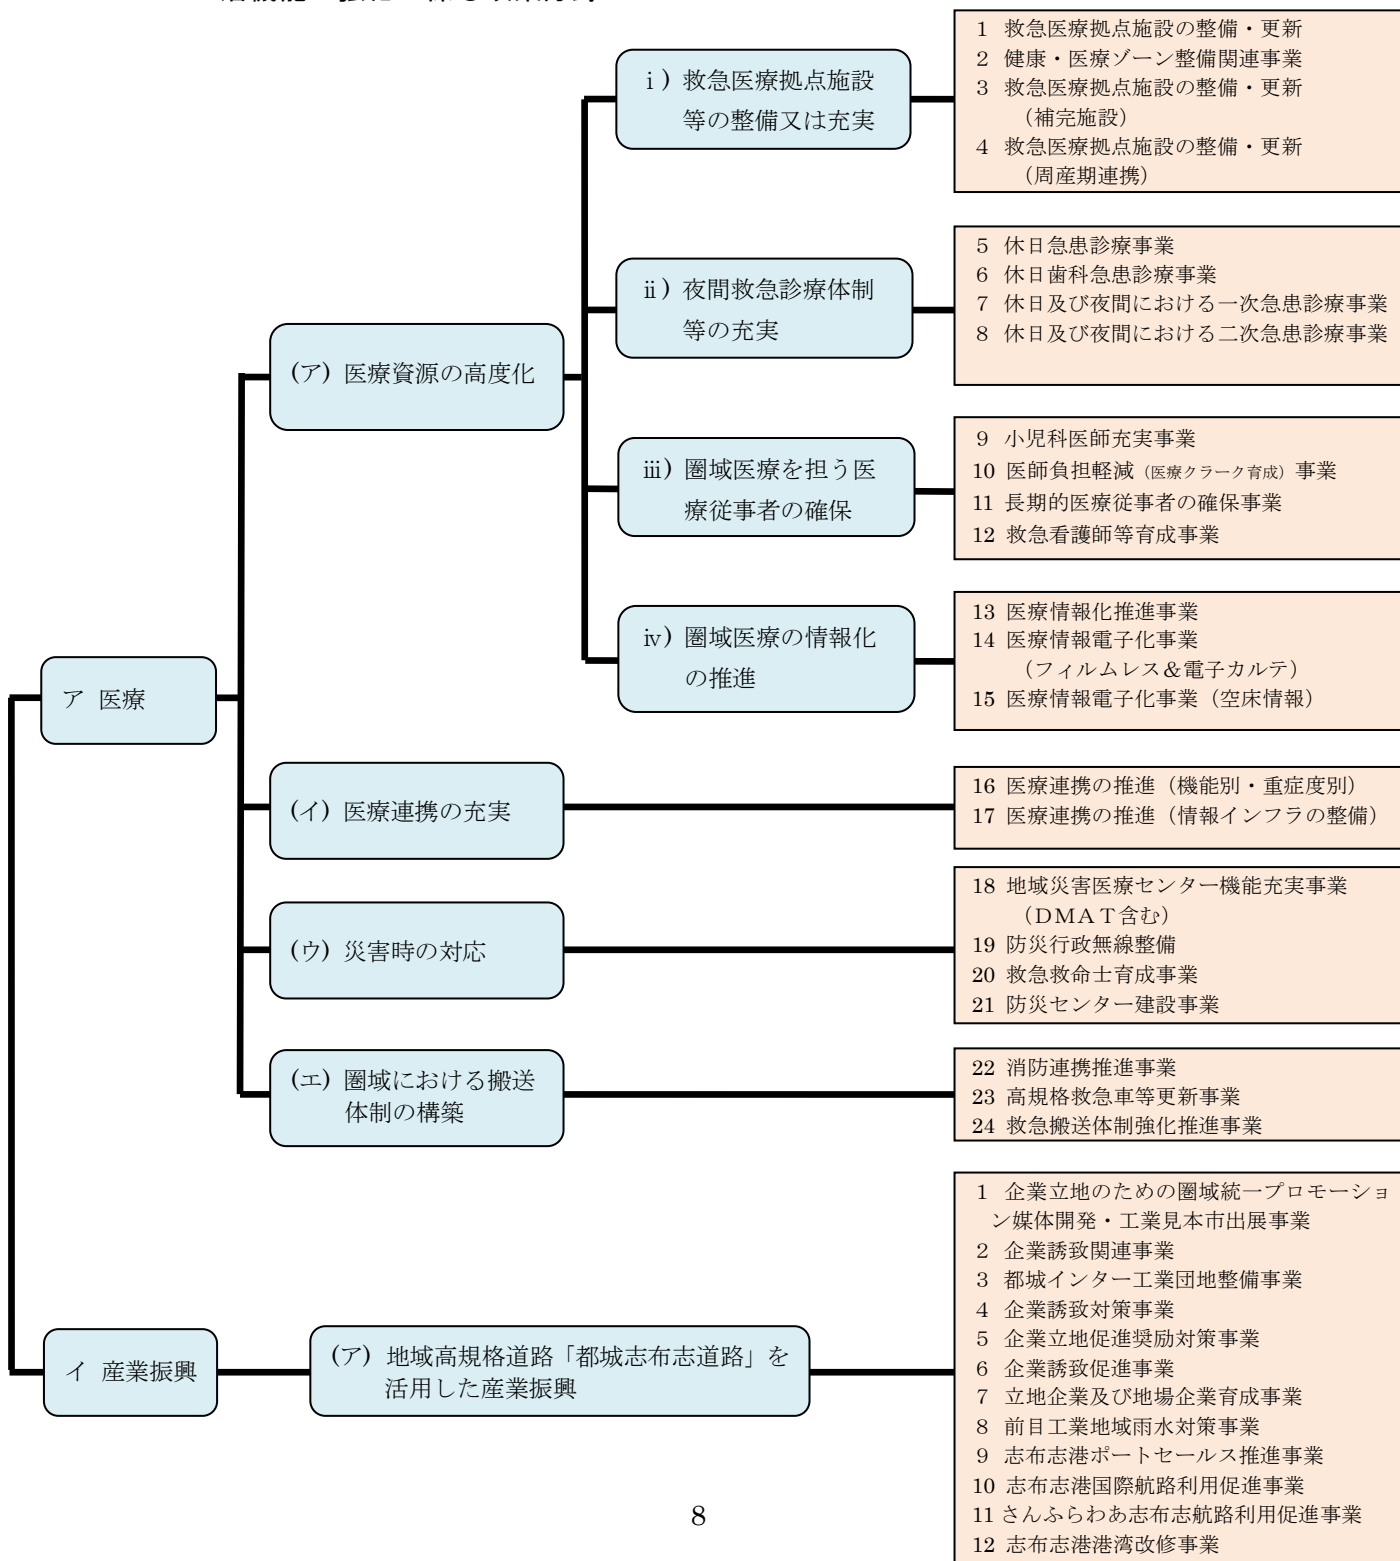 ア 医療
(ア) 医療資源の高度化
ⅰ) 救急医療拠点施設
等の整備又は充実
1 救急医療拠点施設の整備・更新
2 健康・医療ゾーン整備関連事業
3 救急医療拠点施設の整備・更新
（補完施設）
4 救急医療拠点施設の整備・更新
（周産期連携）
ⅱ) 夜間救急診療体制
等の充実
5 休日急患診療事業
6 休日歯科急患診療事業
7 休日及び夜間における一次急患診療事業
8 休日及び夜間における二次急患診療事業
ⅲ) 圏域医療を担う医
療従事者の確保
9 小児科医師充実事業
10 医師負担軽減（医療クラーク育成）事業
11 長期的医療従事者の確保事業
12 救急看護師等育成事業
ⅳ) 圏域医療の情報化
の推進
13 医療情報化推進事業
14 医療情報電子化事業
（フィルムレス＆電子カルテ）
15 医療情報電子化事業（空床情報）
(イ) 医療連携の充実
16 医療連携の推進（機能別・重症度別）
17 医療連携の推進（情報インフラの整備）
(ウ) 災害時の対応
18 地域災害医療センター機能充実事業
（ＤＭＡＴ含む）
19 防災行政無線整備
20 救急救命士育成事業
21 防災センター建設事業
(エ) 圏域における搬送
体制の構築
22 消防連携推進事業
23 高規格救急車等更新事業
24 救急搬送体制強化推進事業
イ 産業振興
(ア) 地域高規格道路「都城志布志道路」を
活用した産業振興
1 企業立地のための圏域統一プロモーショ
ン媒体開発・工業見本市出展事業
2 企業誘致関連事業
3 都城インター工業団地整備事業
4 企業誘致対策事業
5 企業立地促進奨励対策事業
6 企業誘致促進事業
7 立地企業及び地場企業育成事業
8 前目工業地域雨水対策事業
9 志布志港ポートセールス推進事業
10 志布志港国際航路利用促進事業
11 さんふらわあ志布志航路利用促進事業
12 志布志港港湾改修事業
8